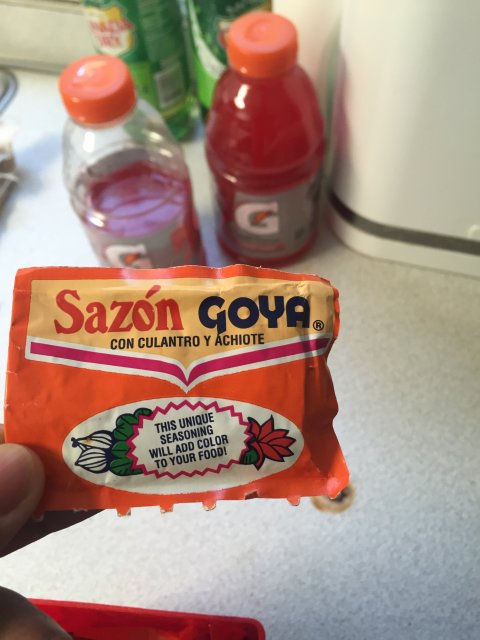 Sazón GOYA®
CON CULANTRO Y ACHIOTE
THIS UNIQUE
SEASONING
WILL ADD COLOR
TO YOUR FOOD!
G
G